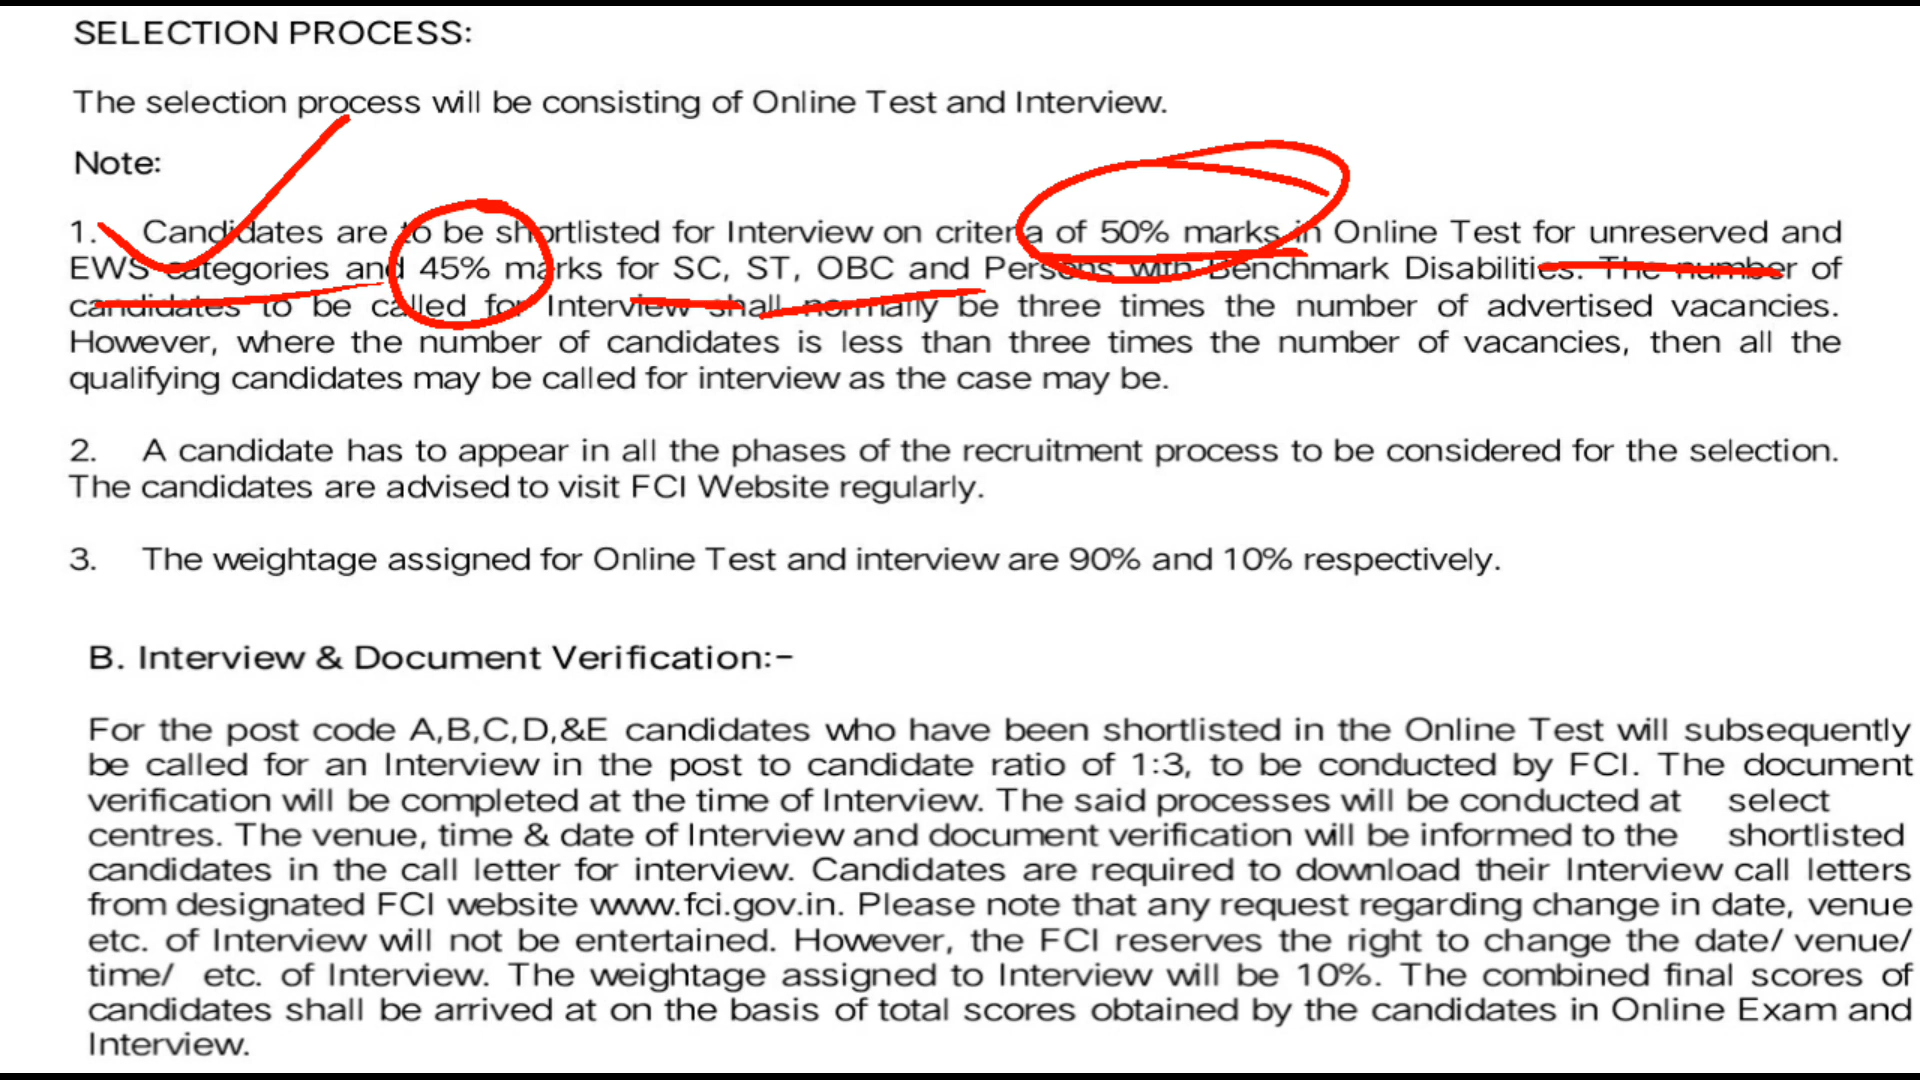 SELECTION PROCESS:
The selection process will be consisting of Online Test and Interview.
Note:
1. Candidates are to be shortlisted for Interview on criteria of 50% marks in Online Test for unreserved and
EWS categories and 45% marks for SC, ST, OBC and Persons with Benchmark Disabilities. The number of
candidates to be called for Interview shall normally be three times the number of advertised vacancies.
However, where the number of candidates is less than three times the number of vacancies, then all the
qualifying candidates may be called for interview as the case may be.
2. A candidate has to appear in all the phases of the recruitment process to be considered for the selection.
The candidates are advised to visit FCI Website regularly.
3. The weightage assigned for Online Test and interview are 90% and 10% respectively.
B. Interview & Document Verification:-
For the post code A,B,C,D,&E candidates who have been shortlisted in the Online Test will subsequently
be called for an Interview in the post to candidate ratio of 1:3, to be conducted by FCI. The document
verification will be completed at the time of Interview. The said processes will be conducted at select
centres. The venue, time & date of Interview and document verification will be informed to the shortlisted
candidates in the call letter for interview. Candidates are required to download their Interview call letters
from designated FCI website www.fci.gov.in. Please note that any request regarding change in date, venue
etc. of Interview will not be entertained. However, the FCI reserves the right to change the date/ venue/
time/ etc. of Interview. The weightage assigned to Interview will be 10%. The combined final scores of
candidates shall be arrived at on the basis of total scores obtained by the candidates in Online Exam and
Interview.